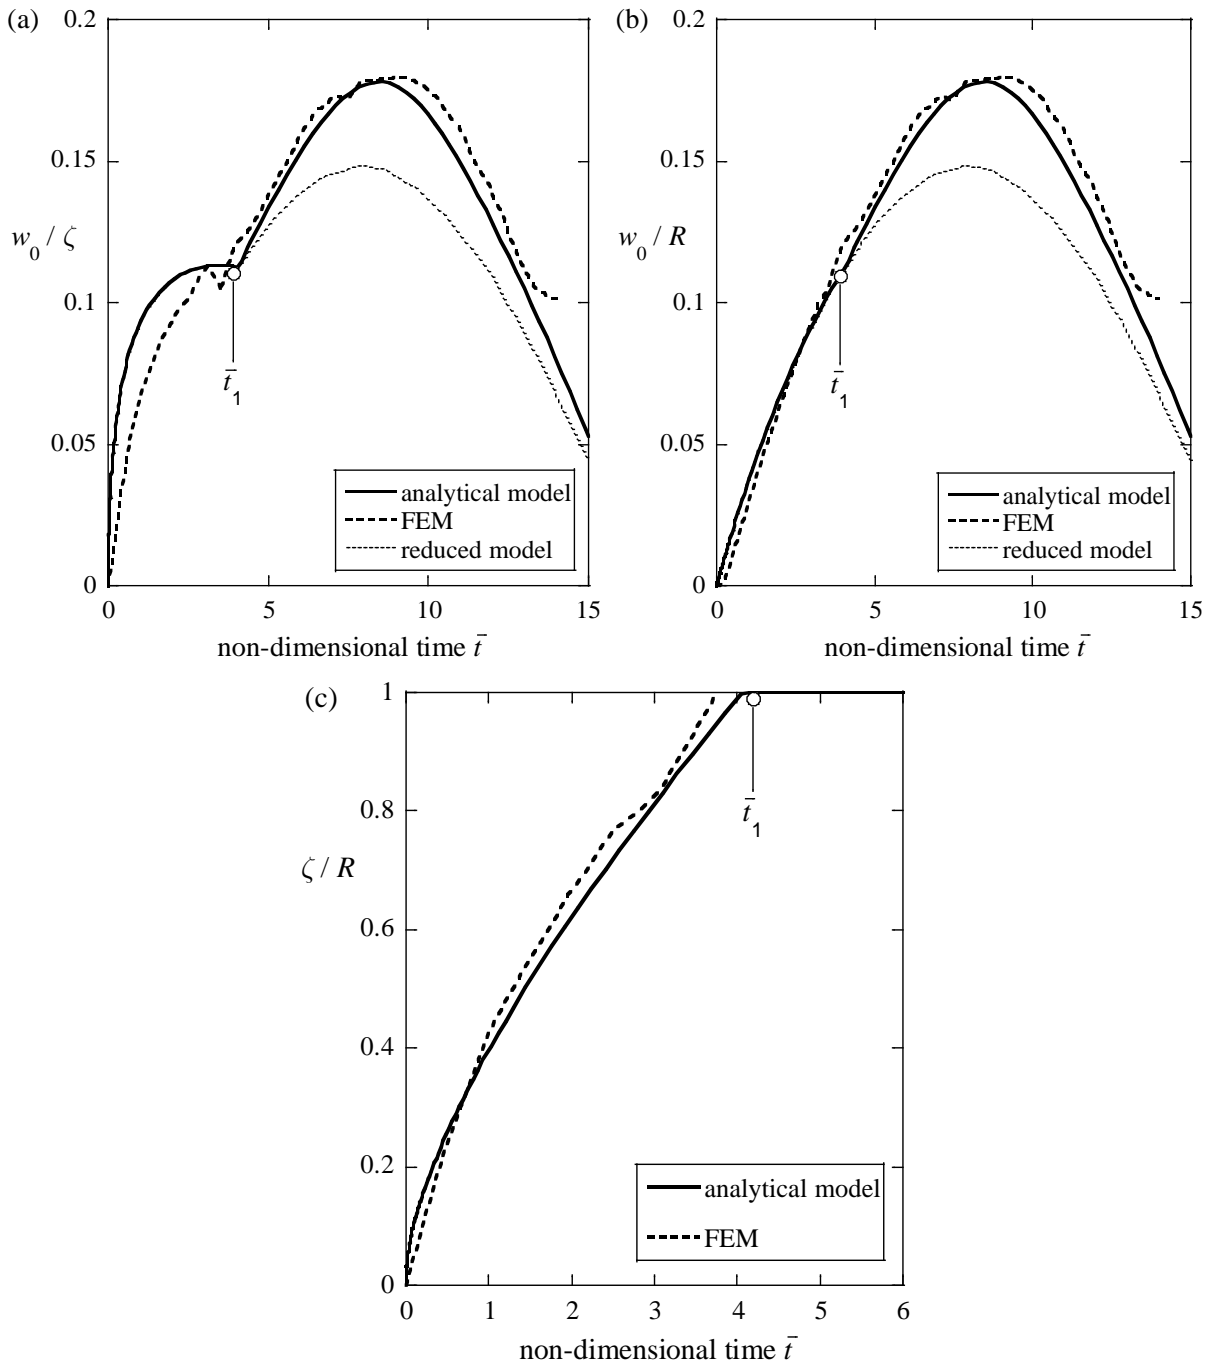 (a)
0.2
0.15
w0 / ζ
0.1
t̄1
0.05
analytical model
FEM
reduced model
0
0 5 10 15
non-dimensional time t̄
(b)
0.2
0.15
w0 / R
0.1
t̄1
0.05
analytical model
FEM
reduced model
0
0 5 10 15
non-dimensional time t̄
(c)
1
t̄1
0.8
ζ / R
0.6
0.4
0.2
analytical model
FEM
0
0 1 2 3 4 5 6
non-dimensional time t̄